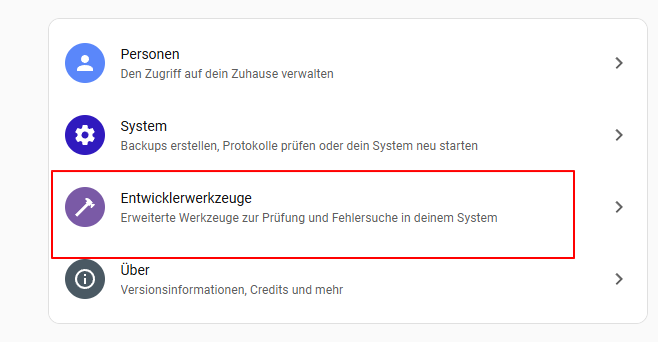 Personen
Den Zugriff auf dein Zuhause verwalten
System
Backups erstellen, Protokolle prüfen oder dein System neu starten
Entwicklerwerkzeuge
Erweiterte Werkzeuge zur Prüfung und Fehlersuche in deinem System
Über
Versionsinformationen, Credits und mehr